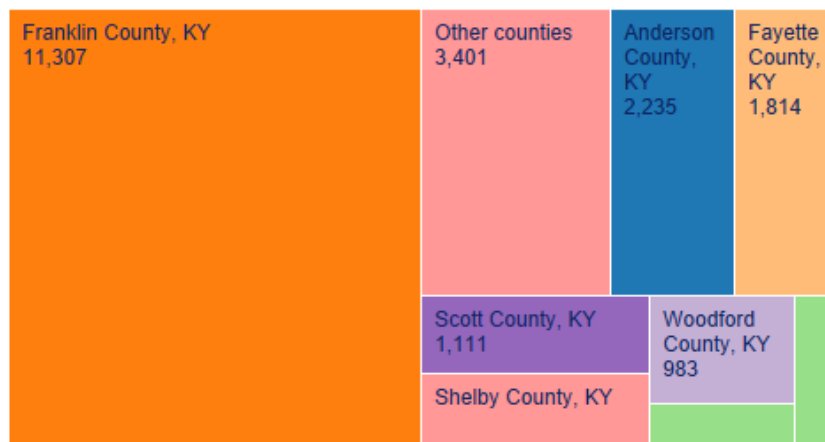 Franklin County, KY
11,307
Other counties
3,401
Anderson
County,
KY
2,235
Fayette
County,
KY
1,814
Scott County, KY
1,111
Woodford
County, KY
983
Shelby County, KY